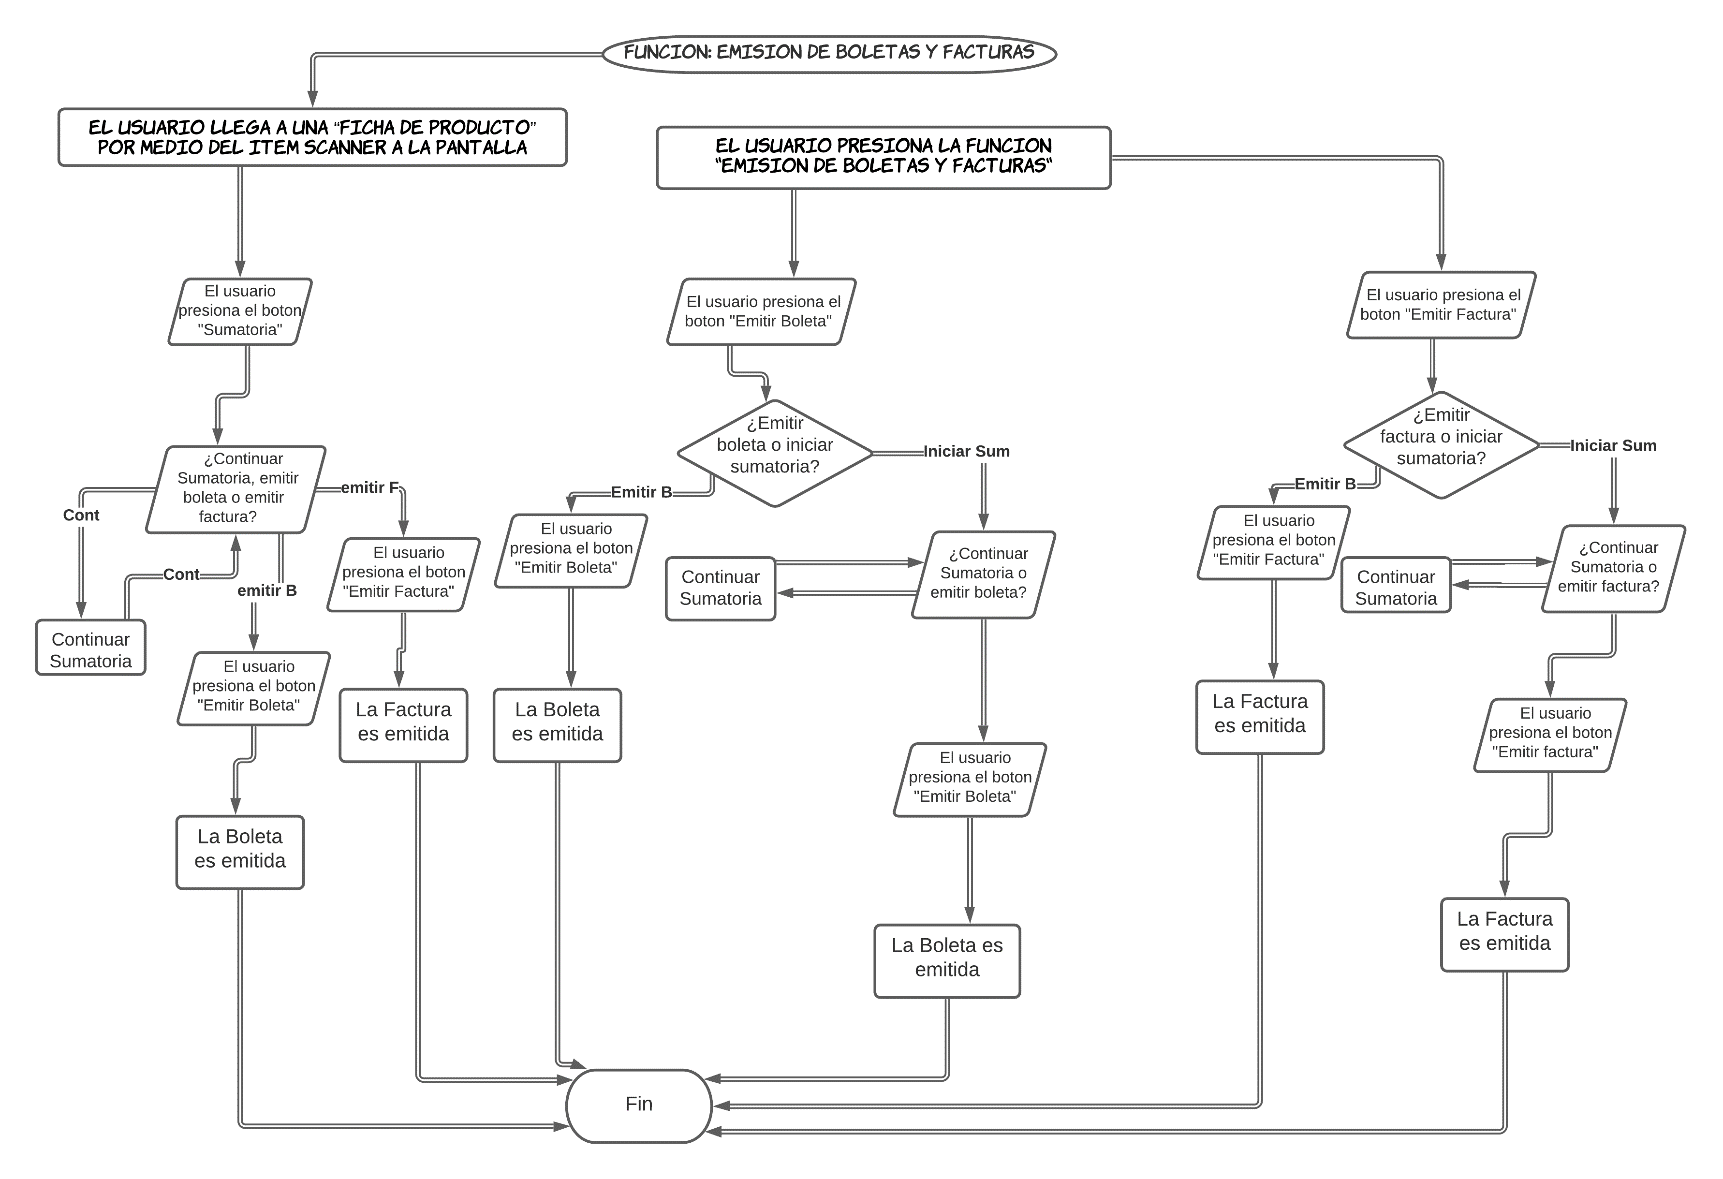 FUNCION: EMISION DE BOLETAS Y FACTURAS
EL USUARIO LLEGA A UNA "FICHA DE PRODUCTO"
POR MEDIO DEL ITEM SCANNER A LA PANTALLA
EL USUARIO PRESIONA LA FUNCION
"EMISION DE BOLETAS Y FACTURAS"
El usuario
presiona el boton
"Sumatoria"
El usuario presiona el
boton "Emitir Boleta"
El usuario presiona el
boton "Emitir Factura"
¿Continuar
Sumatoria, emitir
boleta o emitir
factura?
emitir F
Cont
Cont
emitir B
Continuar
Sumatoria
El usuario
presiona el boton
"Emitir Boleta"
La Boleta
es emitida
El usuario
presiona el boton
"Emitir Factura"
La Factura
es emitida
¿Emitir
boleta o iniciar
sumatoria?
Iniciar Sum
Emitir B
El usuario
presiona el boton
"Emitir Boleta"
La Boleta
es emitida
Continuar
Sumatoria
¿Continuar
Sumatoria o
emitir boleta?
El usuario
presiona el boton
"Emitir Boleta"
La Boleta es
emitida
¿Emitir
factura o iniciar
sumatoria?
Iniciar Sum
Emitir B
El usuario
presiona el boton
"Emitir Factura"
La Factura
es emitida
Continuar
Sumatoria
¿Continuar
Sumatoria o
emitir factura?
El usuario
presiona el boton
"Emitir factura"
La Factura
es emitida
Fin